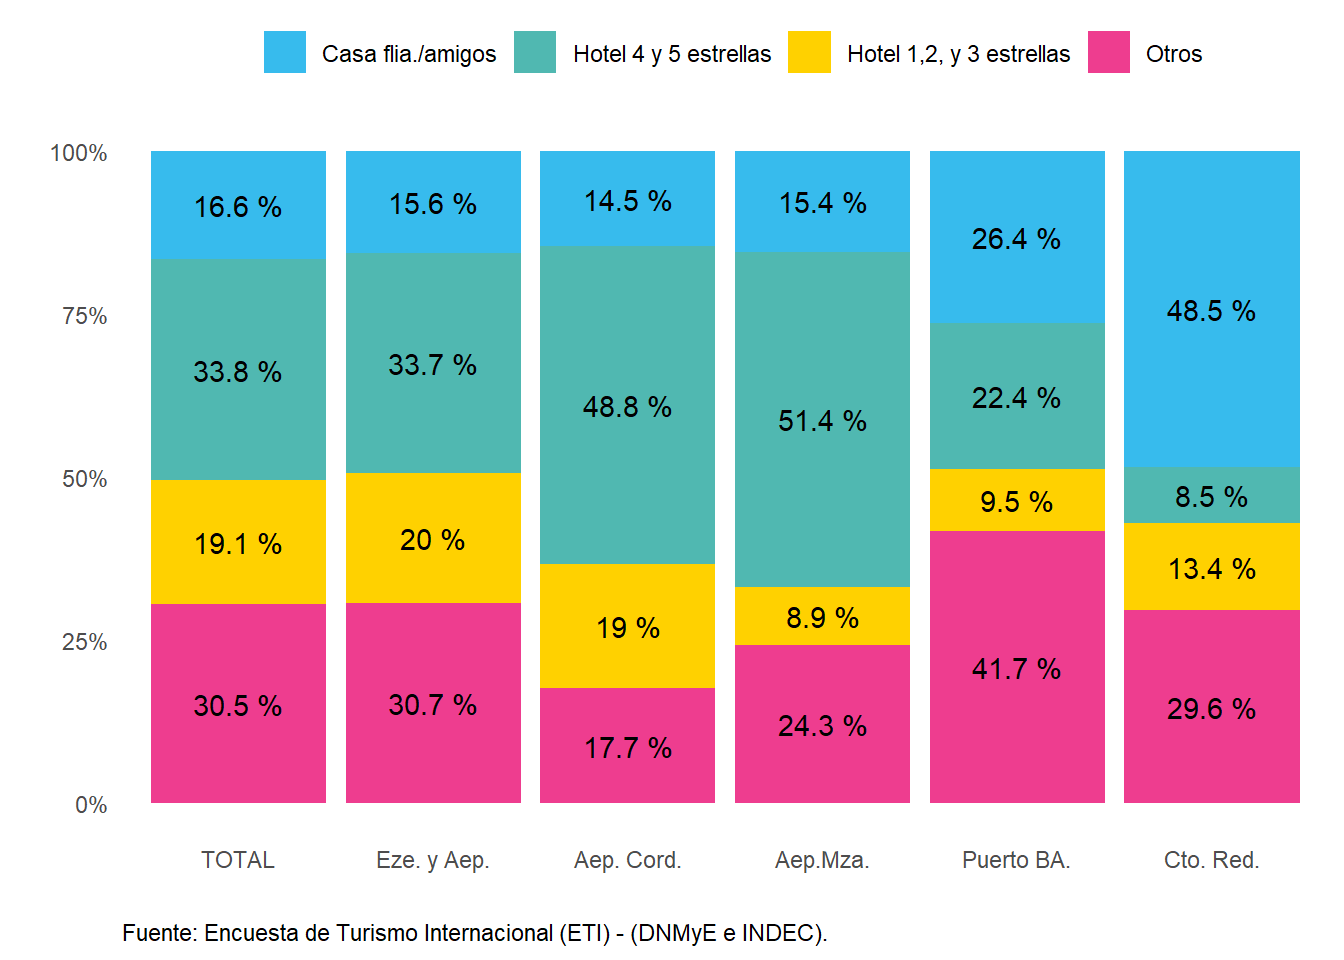 Casa flia./amigos Hotel 4 y 5 estrellas Hotel 1,2, y 3 estrellas Otros
100%
16.6 % 15.6 % 14.5 % 15.4 % 26.4 % 48.5 %
75%
33.8 % 33.7 % 48.8 % 51.4 % 22.4 % 8.5 %
50%
19.1 % 20 % 19 % 8.9 % 9.5 % 13.4 %
25%
30.5 % 30.7 % 17.7 % 24.3 % 41.7 % 29.6 %
0%
TOTAL Eze. y Aep. Aep. Cord. Aep.Mza. Puerto BA. Cto. Red.
Fuente: Encuesta de Turismo Internacional (ETI) - (DNMyE e INDEC).